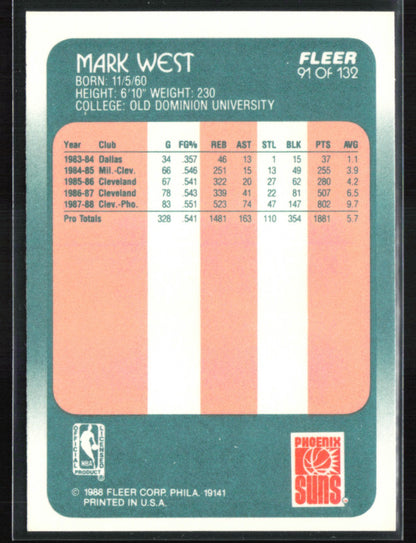 MARK WEST
FLEER
91 OF 132
BORN: 11/5/60
HEIGHT: 6'10" WEIGHT: 230
COLLEGE: OLD DOMINION UNIVERSITY
Year Club G FG% REB AST STL BLK PTS AVG
1983-84 Dallas 34 .357 46 13 1 15 37 1.1
1984-85 Mil.-Clev. 66 .546 251 15 13 49 255 3.9
1985-86 Cleveland 67 .541 322 20 27 62 280 4.2
1986-87 Cleveland 78 .543 339 41 22 81 507 6.5
1987-88 Clev.-Pho. 83 .551 523 74 47 147 802 9.7
Pro Totals 328 .541 1481 163 110 354 1881 5.7
OFFICIAL LICENSED
NBA
PRODUCT
PHOENIX
SUNS
© 1988 FLEER CORP. PHILA. 19141
PRINTED IN U.S.A.